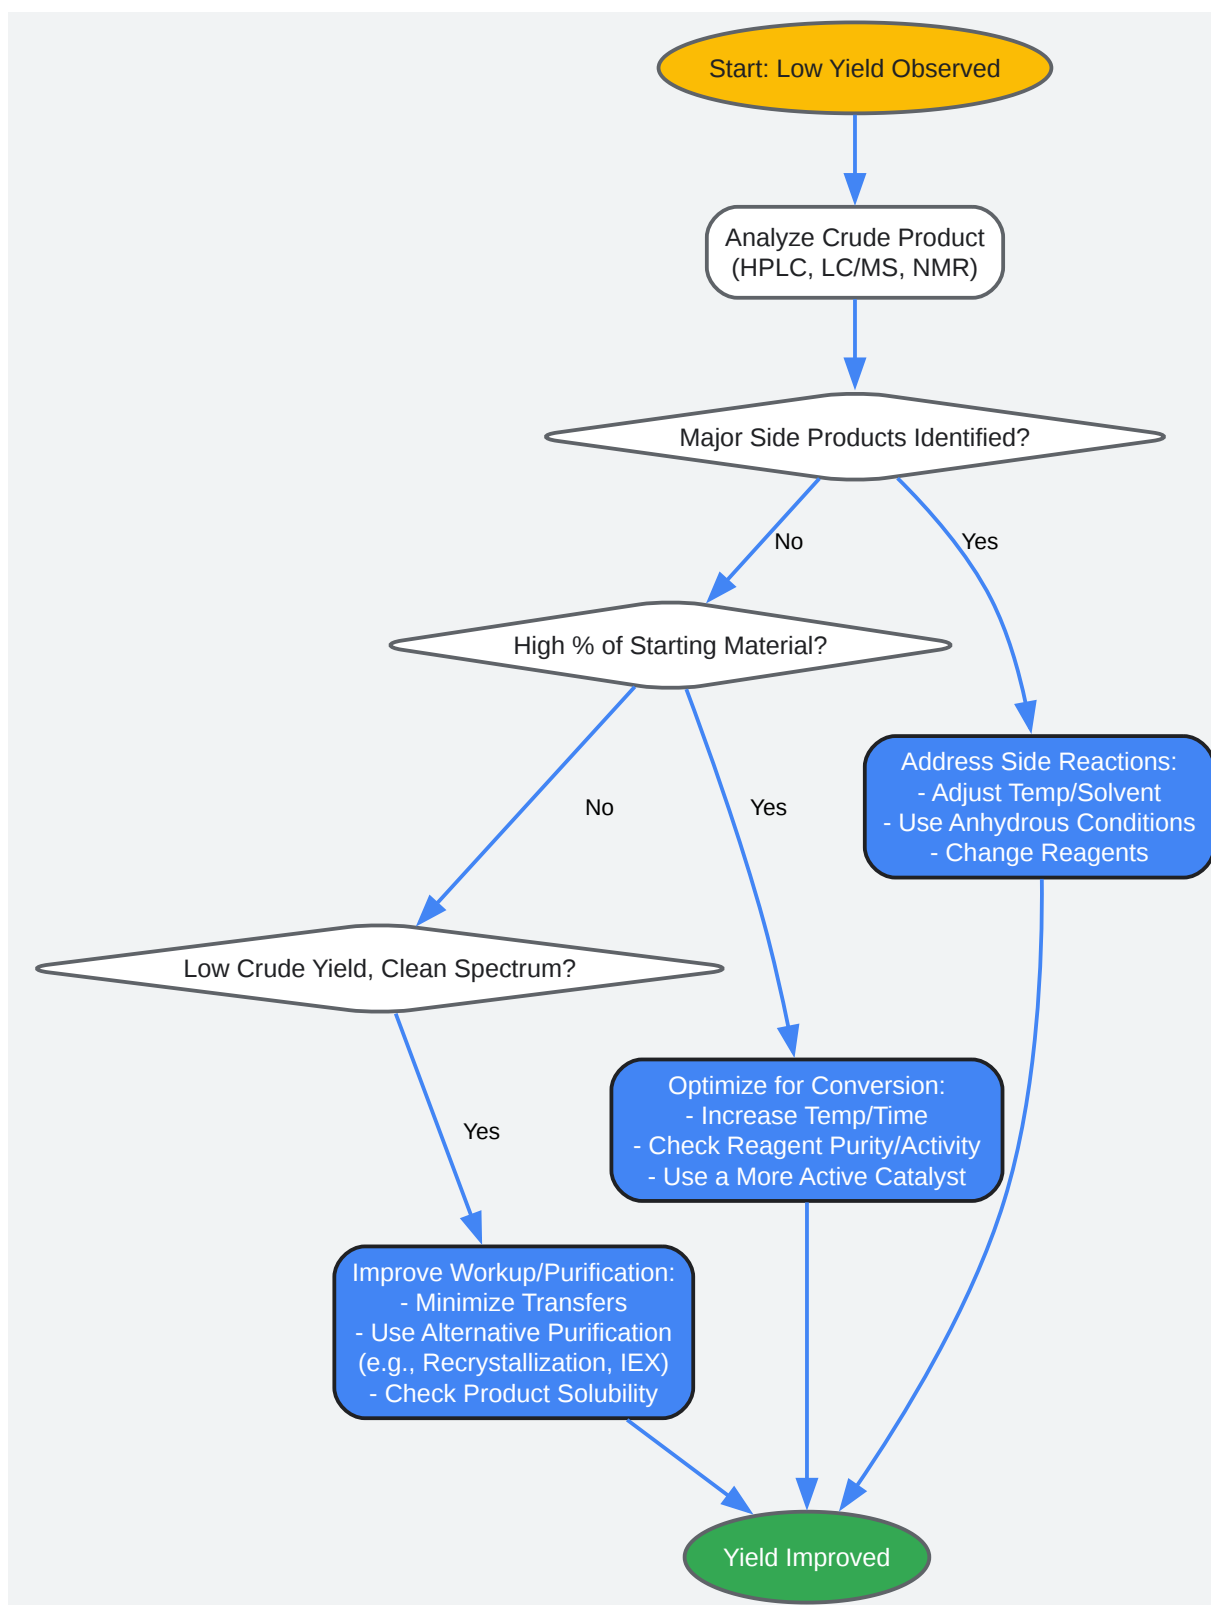 Start: Low Yield Observed
Analyze Crude Product
(HPLC, LC/MS, NMR)
Major Side Products Identified?
No
Yes
High % of Starting Material?
Address Side Reactions:
- Adjust Temp/Solvent
- Use Anhydrous Conditions
- Change Reagents
No
Yes
Low Crude Yield, Clean Spectrum?
Optimize for Conversion:
- Increase Temp/Time
- Check Reagent Purity/Activity
- Use a More Active Catalyst
Yes
Improve Workup/Purification:
- Minimize Transfers
- Use Alternative Purification
(e.g., Recrystallization, IEX)
- Check Product Solubility
Yield Improved